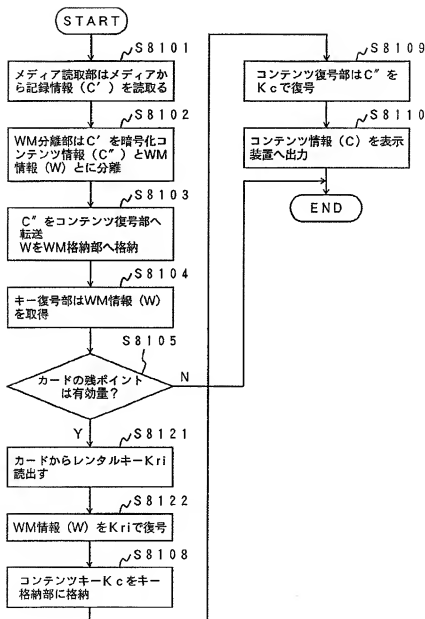 START
S8101
メディア読取部はメディアか
ら記録情報（C′）を読取る
S8102
WM分離部はC′を暗号化コ
ンテンツ情報（C″）とWM
情報（W）とに分離
S8103
C″をコンテンツ復号部へ
転送
WをWM格納部へ格納
S8104
キー復号部はWM情報（W）
を取得
S8105
カードの残ポイント
は有効量？
N
Y
S8121
カードからレンタルキーKri
読出す
S8122
WM情報（W）をKriで復号
S8108
コンテンツキーKcをキー
格納部に格納
S8109
コンテンツ復号部はC″を
Kcで復号
S8110
コンテンツ情報（C）を表示
装置へ出力
END